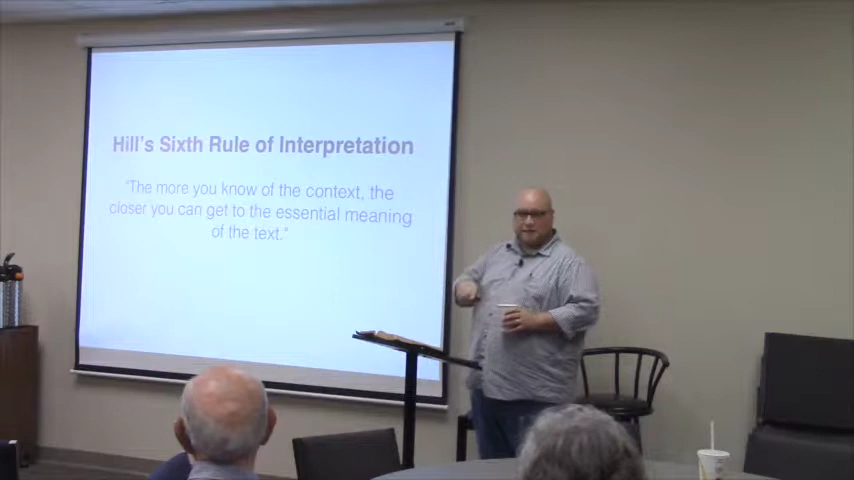 Hill's Sixth Rule of Interpretation
"The more you know of the context, the
closer you can get to the essential meaning
of the text."